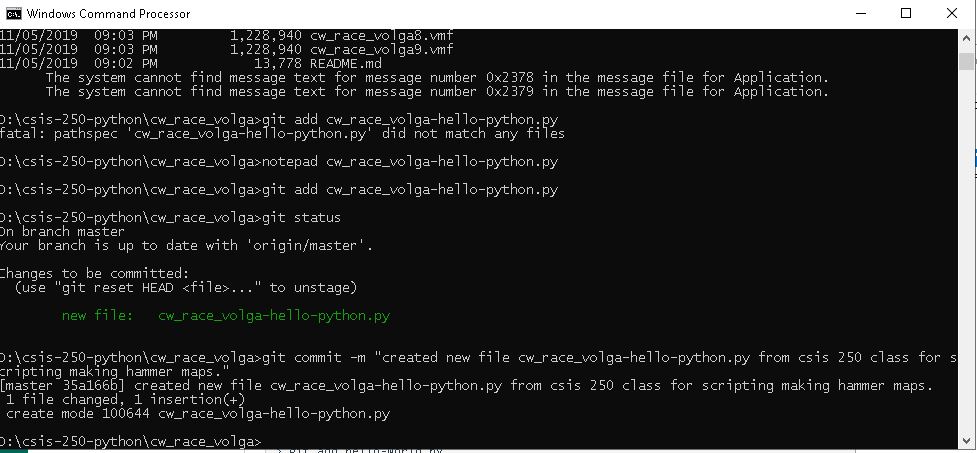 Windows Command Processor
11/05/2019  09:03 PM         1,228,940 cw_race_volga8.vmf
11/05/2019  09:03 PM         1,228,940 cw_race_volga9.vmf
11/05/2019  09:02 PM            13,778 README.md
The system cannot find message text for message number 0x2378 in the message file for Application.
The system cannot find message text for message number 0x2379 in the message file for Application.
D:\csis-250-python\cw_race_volga>git add cw_race_volga-hello-python.py
fatal: pathspec 'cw_race_volga-hello-python.py' did not match any files
D:\csis-250-python\cw_race_volga>notepad cw_race_volga-hello-python.py
D:\csis-250-python\cw_race_volga>git add cw_race_volga-hello-python.py
D:\csis-250-python\cw_race_volga>git status
On branch master
Your branch is up to date with 'origin/master'.
Changes to be committed:
(use "git reset HEAD <file>..." to unstage)
new file:   cw_race_volga-hello-python.py
D:\csis-250-python\cw_race_volga>git commit -m "created new file cw_race_volga-hello-python.py from csis 250 class for s
cripting making hammer maps."
[master 35a166b] created new file cw_race_volga-hello-python.py from csis 250 class for scripting making hammer maps.
1 file changed, 1 insertion(+)
create mode 100644 cw_race_volga-hello-python.py
D:\csis-250-python\cw_race_volga>